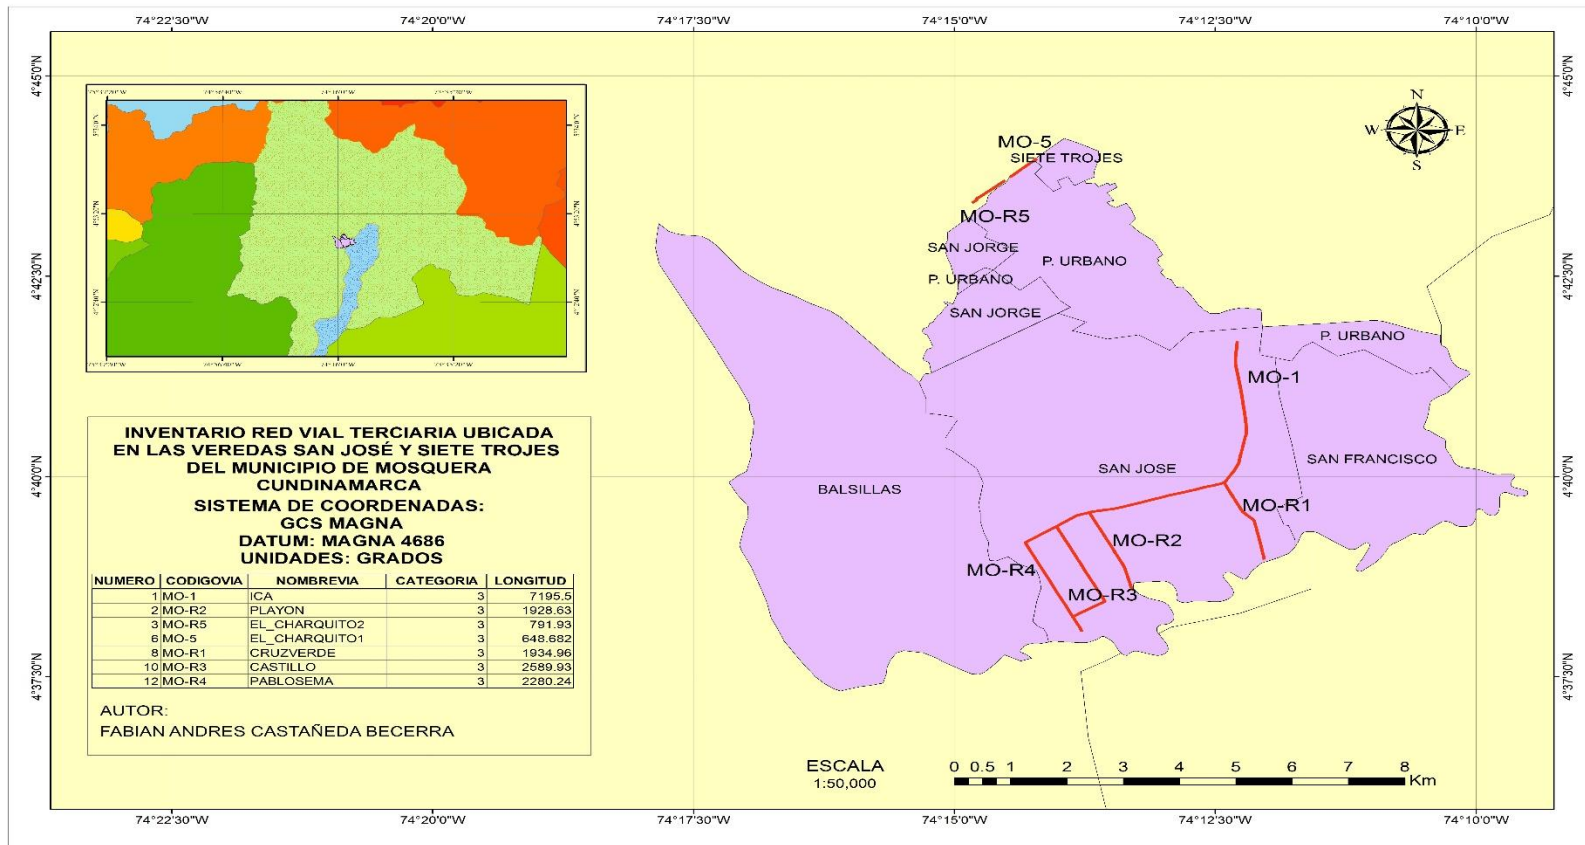 74°22'30"W 74°20'0"W 74°17'30"W 74°15'0"W 74°12'30"W 74°10'0"W
4°45'0"N 4°45'0"N
N
W E
S
MO-5
SIETE TROJES
MO-R5
SAN JORGE
P. URBANO
P. URBANO
SAN JORGE
4°42'30"N 4°42'30"N
P. URBANO
MO-1
SAN JOSE
SAN FRANCISCO
4°40'0"N 4°40'0"N
BALSILLAS
MO-R1
MO-R2
MO-R4
MO-R3
4°37'30"N 4°37'30"N
INVENTARIO RED VIAL TERCIARIA UBICADA
EN LAS VEREDAS SAN JOSÉ Y SIETE TROJES
DEL MUNICIPIO DE MOSQUERA
CUNDINAMARCA
SISTEMA DE COORDENADAS:
GCS MAGNA
DATUM: MAGNA 4686
UNIDADES: GRADOS
NUMERO CODIGOVIA NOMBREVIA CATEGORIA LONGITUD
1 MO-1 ICA 3 7195.5
2 MO-R2 PLAYON 3 1928.63
3 MO-R5 EL_CHARQUITO2 3 791.93
6 MO-5 EL_CHARQUITO1 3 648.682
8 MO-R1 CRUZVERDE 3 1934.96
10 MO-R3 CASTILLO 3 2589.93
12 MO-R4 PABLOSEMA 3 2280.24
AUTOR:
FABIAN ANDRES CASTAÑEDA BECERRA
ESCALA
1:50,000
0 0.5 1 2 3 4 5 6 7 8
Km
74°22'30"W 74°20'0"W 74°17'30"W 74°15'0"W 74°12'30"W 74°10'0"W